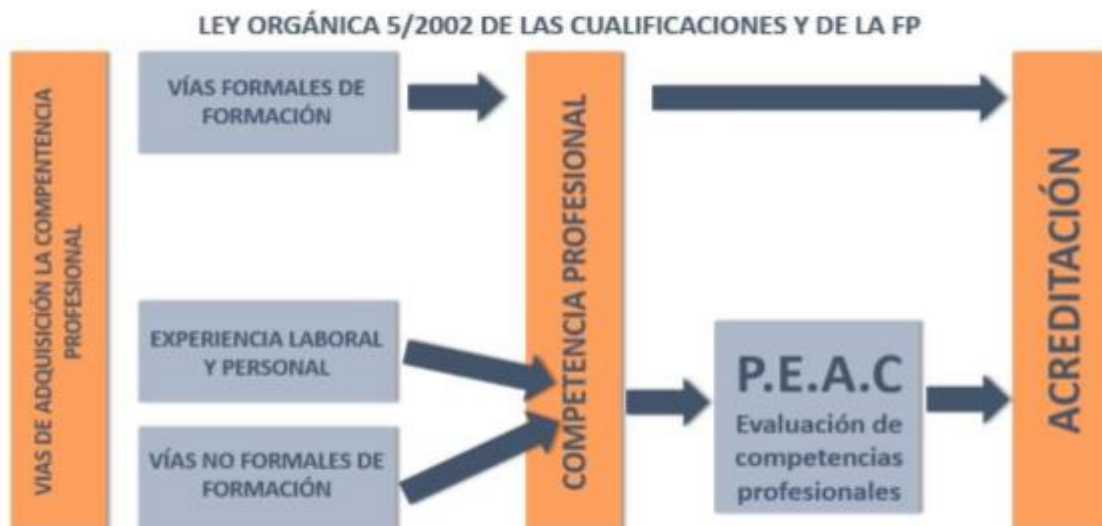 LEY ORGÁNICA 5/2002 DE LAS CUALIFICACIONES Y DE LA FP
VIAS DE ADQUISICIÓN LA COMPENTENCIA
PROFESIONAL
VÍAS FORMALES DE
FORMACIÓN
EXPERIENCIA LABORAL
Y PERSONAL
VÍAS NO FORMALES DE
FORMACIÓN
COMPETENCIA PROFESIONAL
P.E.A.C
Evaluación de
competencias
profesionales
ACREDITACIÓN